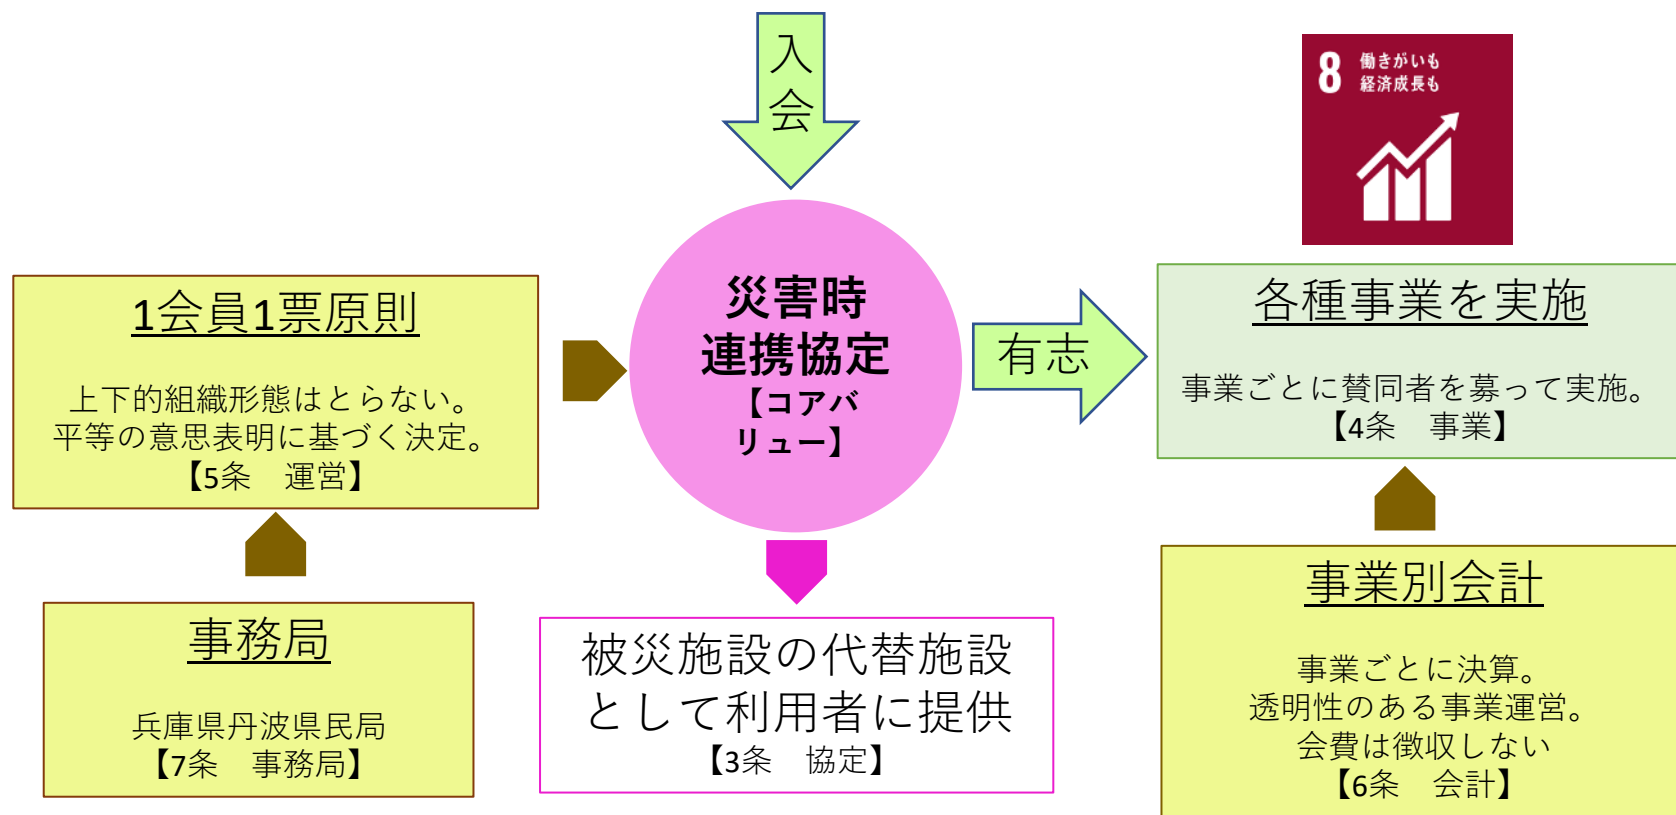 入
会
8 働きがいも
経済成長も
災害時
連携協定
【コアバ
リュー】
1会員1票原則
上下的組織形態はとらない。
平等の意思表明に基づく決定。
【5条　運営】
有志
各種事業を実施
事業ごとに賛同者を募って実施。
【4条　事業】
事務局
兵庫県丹波県民局
【7条　事務局】
被災施設の代替施設
として利用者に提供
【3条　協定】
事業別会計
事業ごとに決算。
透明性のある事業運営。
会費は徴収しない
【6条　会計】